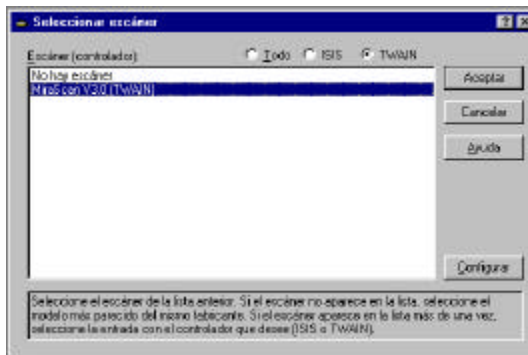 Seleccionar escáner
Escáner (controlador) Todo ISIS TWAIN
No hay escáner
MiraScan V3.0 (TWAIN)
Aceptar
Cancelar
Ayuda
Configurar
Seleccione el escáner de la lista anterior. Si el escáner no aparece en la lista, seleccione el
modelo más parecido del mismo fabricante. Si el escáner aparece en la lista más de una vez,
seleccione la entrada con el controlador que desee (ISIS o TWAIN).